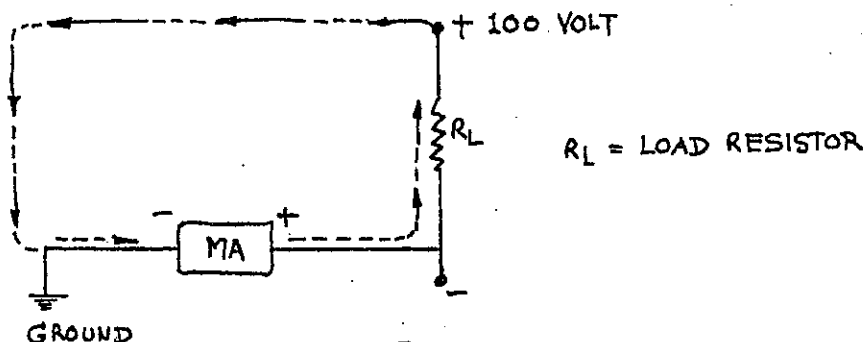 + 100 VOLT
RL
RL = LOAD RESISTOR
- +
MA
-
GROUND